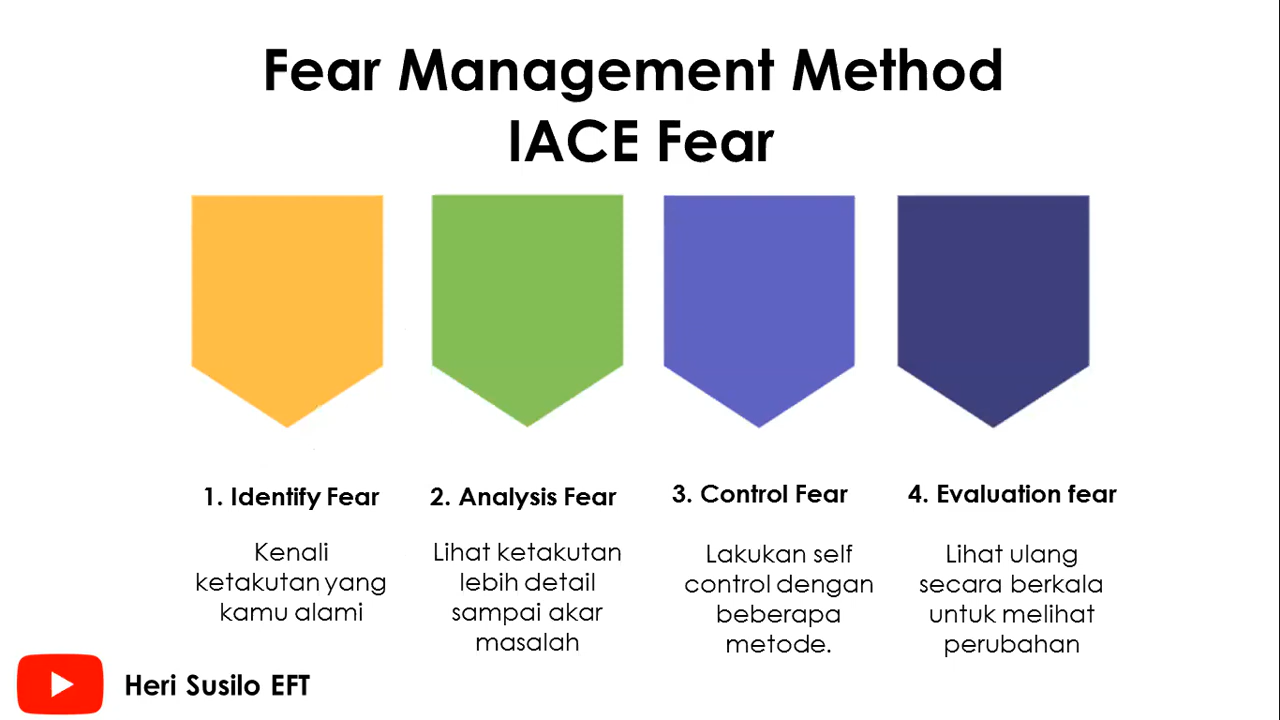 Fear Management Method
IACE Fear
1. Identify Fear
Kenali
ketakutan yang
kamu alami
2. Analysis Fear
Lihat ketakutan
lebih detail
sampai akar
masalah
3. Control Fear
Lakukan self
control dengan
beberapa
metode.
4. Evaluation fear
Lihat ulang
secara berkala
untuk melihat
perubahan
Heri Susilo EFT